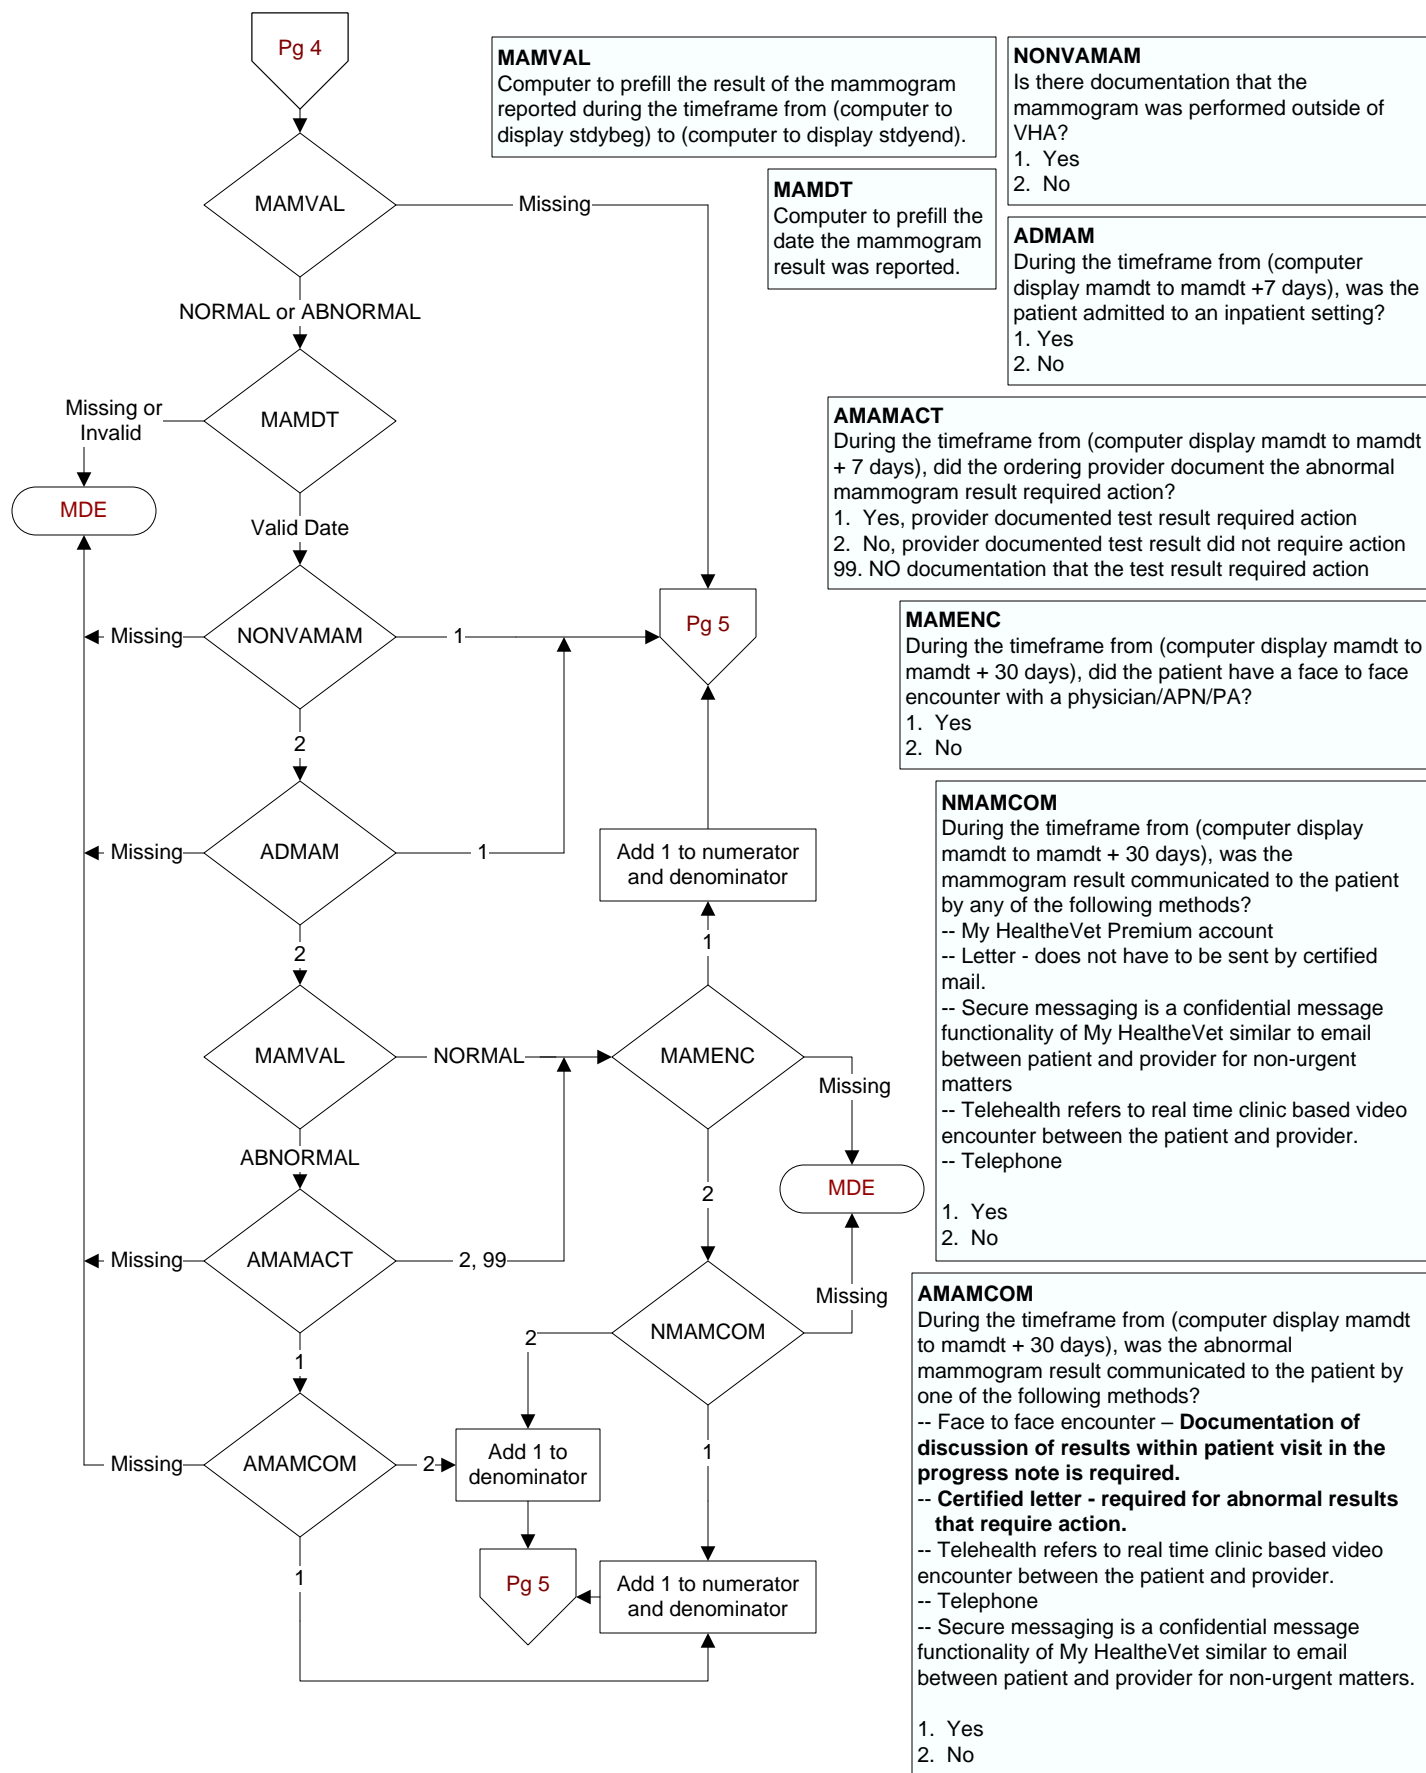 Pg 4
MAMVAL
Computer to prefill the result of the mammogram
reported during the timeframe from (computer to
display stdybeg) to (computer to display stdyend).
NONVAMAM
Is there documentation that the
mammogram was performed outside of
VHA?
1. Yes
2. No
MAMDT
Computer to prefill the
date the mammogram
result was reported.
ADMAM
During the timeframe from (computer
display mamdt to mamdt +7 days), was the
patient admitted to an inpatient setting?
1. Yes
2. No
AMAMACT
During the timeframe from (computer display mamdt to mamdt
+ 7 days), did the ordering provider document the abnormal
mammogram result required action?
1. Yes, provider documented test result required action
2. No, provider documented test result did not require action
99. NO documentation that the test result required action
MAMENC
During the timeframe from (computer display mamdt to
mamdt + 30 days), did the patient have a face to face
encounter with a physician/APN/PA?
1. Yes
2. No
NMAMCOM
During the timeframe from (computer display
mamdt to mamdt + 30 days), was the
mammogram result communicated to the patient
by any of the following methods?
-- My HealtheVet Premium account
-- Letter - does not have to be sent by certified
mail.
-- Secure messaging is a confidential message
functionality of My HealtheVet similar to email
between patient and provider for non-urgent
matters
-- Telehealth refers to real time clinic based video
encounter between the patient and provider.
-- Telephone
1. Yes
2. No
AMAMCOM
During the timeframe from (computer display mamdt
to mamdt + 30 days), was the abnormal
mammogram result communicated to the patient by
one of the following methods?
-- Face to face encounter – Documentation of
discussion of results within patient visit in the
progress note is required.
-- Certified letter - required for abnormal results
that require action.
-- Telehealth refers to real time clinic based video
encounter between the patient and provider.
-- Telephone
-- Secure messaging is a confidential message
functionality of My HealtheVet similar to email
between patient and provider for non-urgent matters.
1. Yes
2. No
MAMVAL
Missing
NORMAL or ABNORMAL
MAMDT
Missing or
Invalid
MDE
Valid Date
NONVAMAM
Missing
1
Pg 5
2
ADMAM
Missing
1
Add 1 to numerator
and denominator
2
1
MAMVAL
NORMAL
MAMENC
Missing
ABNORMAL
MDE
2
AMAMACT
Missing
2, 99
Missing
NMAMCOM
2
1
AMAMCOM
Missing
2
Add 1 to
denominator
1
1
Pg 5
Add 1 to numerator
and denominator